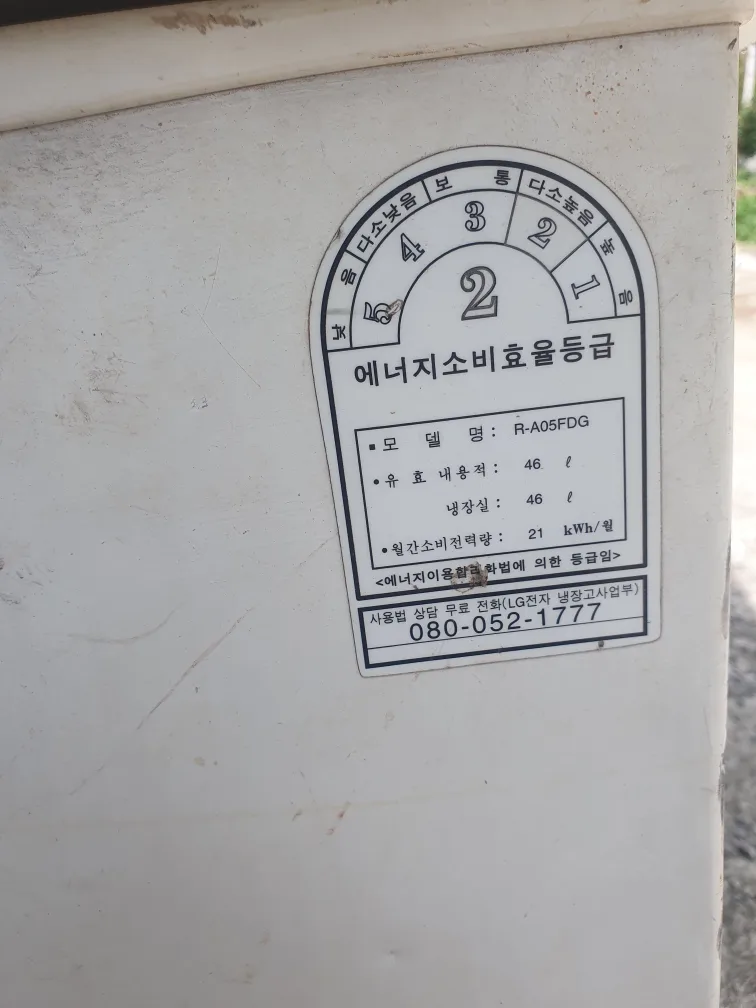 낮음 다소낮음 보통 다소높음 높음
5 4 3 2 1
2
에너지소비효율등급
▪모 델 명: R-A05FDG
•유 효 내용적: 46 ℓ
냉장실: 46 ℓ
•월간소비전력량: 21 kWh/월
<에너지이용합리화법에 의한 등급임>
사용법 상담 무료 전화(LG전자 냉장고사업부)
080-052-1777